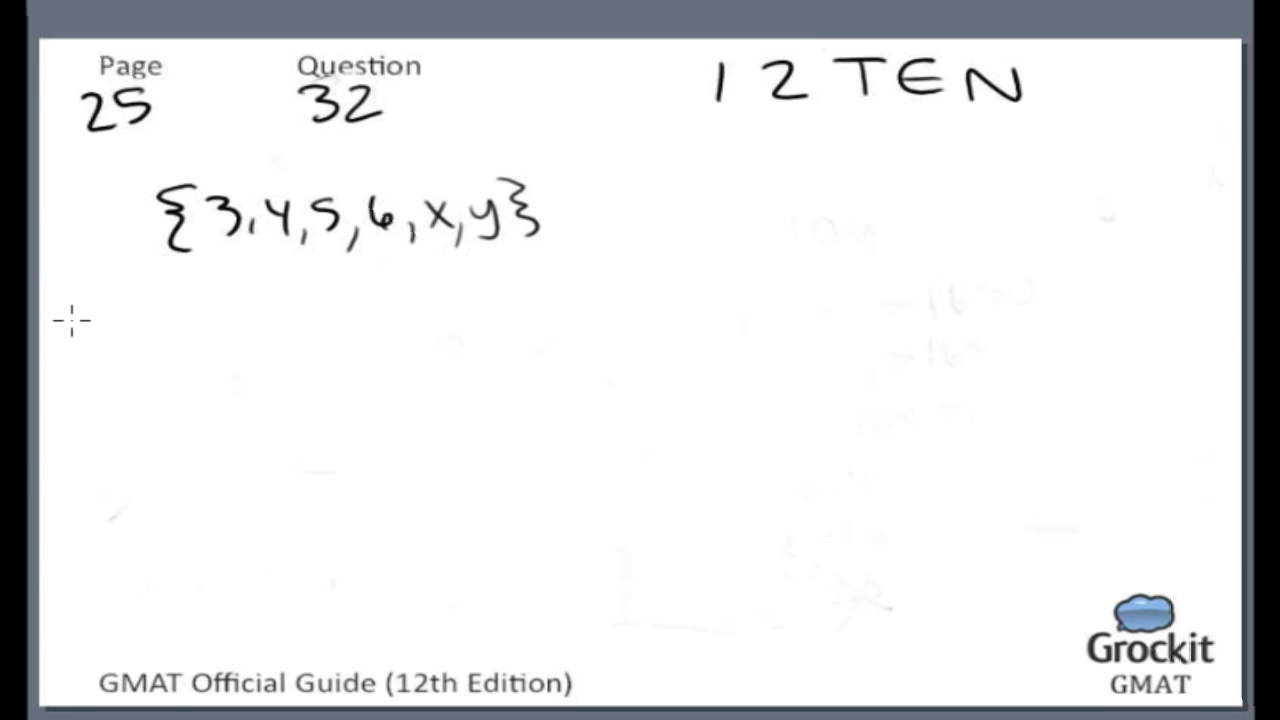 Page Question 12TEN
25 32
{3,4,5,6,x,y}
Grockit
GMAT Official Guide (12th Edition) GMAT